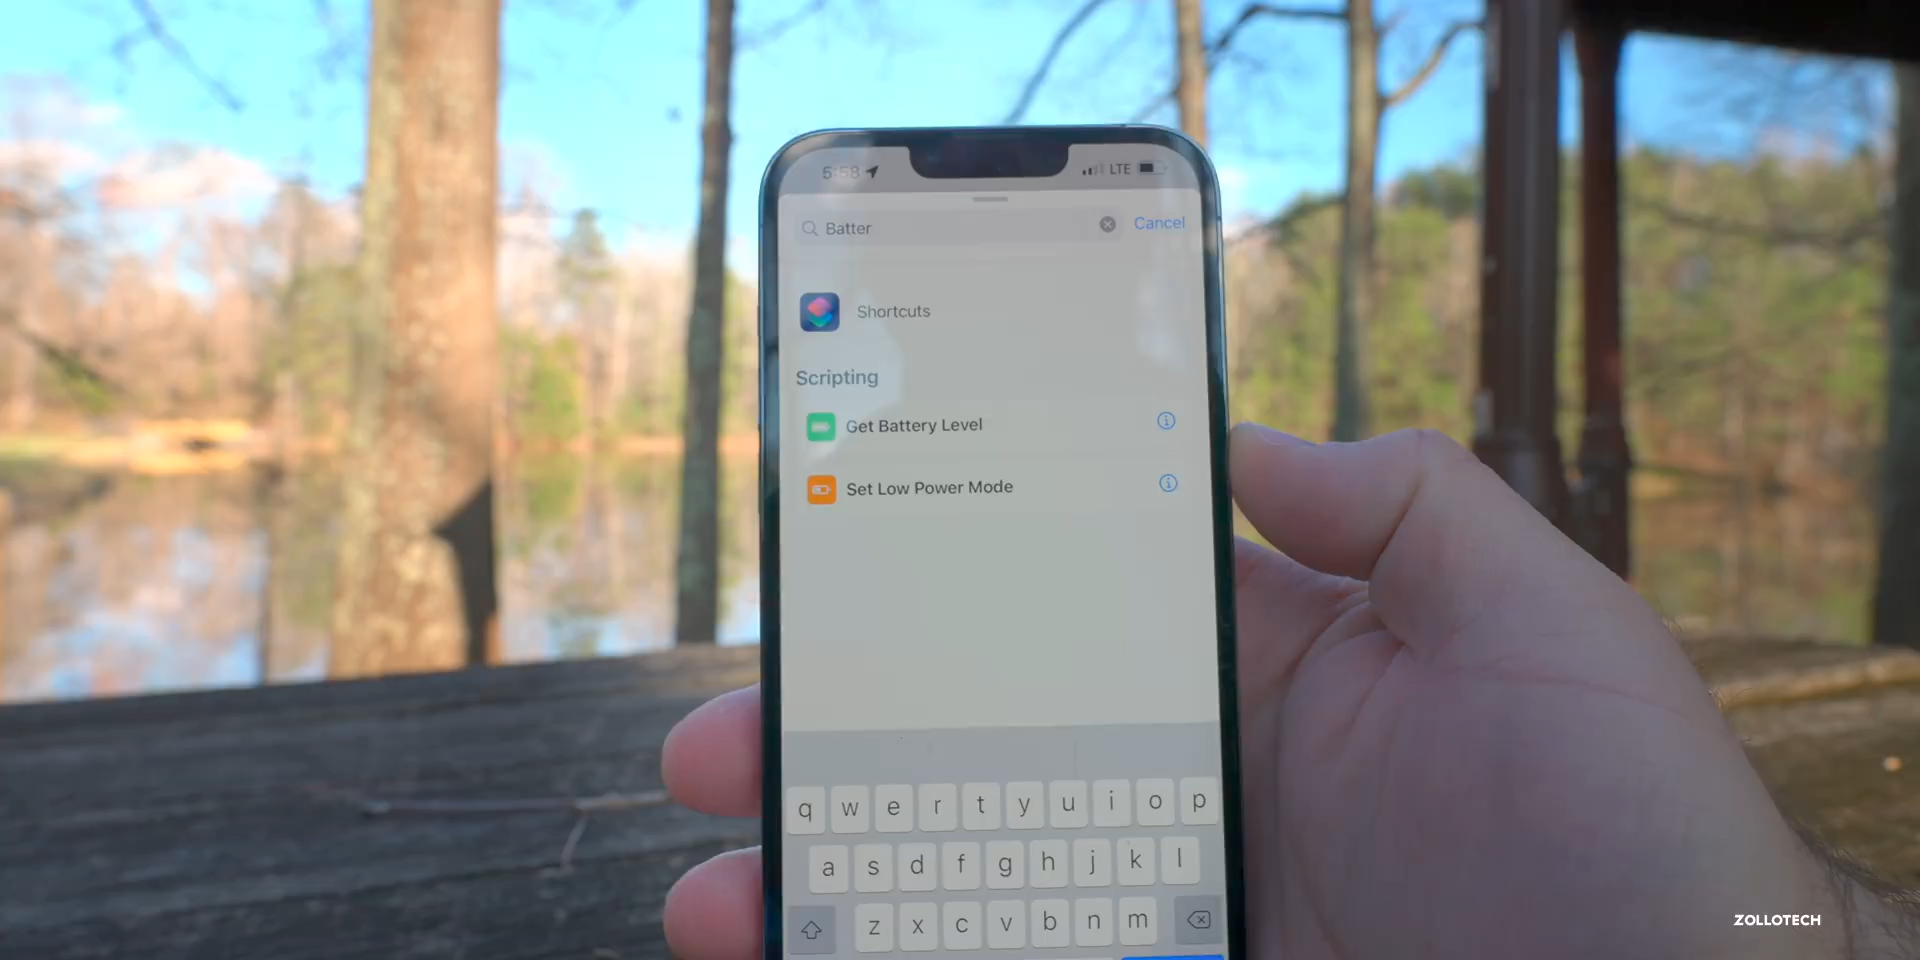 5:58 LTE
Batter Cancel
Shortcuts
Scripting
Get Battery Level
Set Low Power Mode
q w e r t y u i o p
a s d f g h j k l
z x c v b n m
ZOLLOTECH